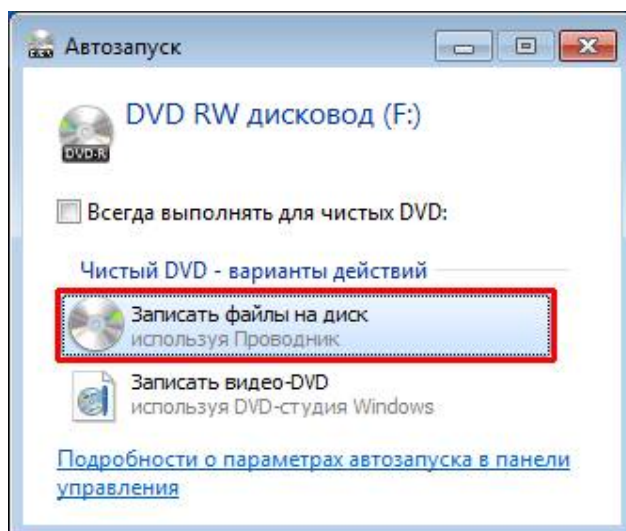 Автозапуск
DVD RW дисковод (F:)
DVD-R
Всегда выполнять для чистых DVD:
Чистый DVD - варианты действий
Записать файлы на диск
используя Проводник
Записать видео-DVD
используя DVD-студия Windows
Подробности о параметрах автозапуска в панели
управления